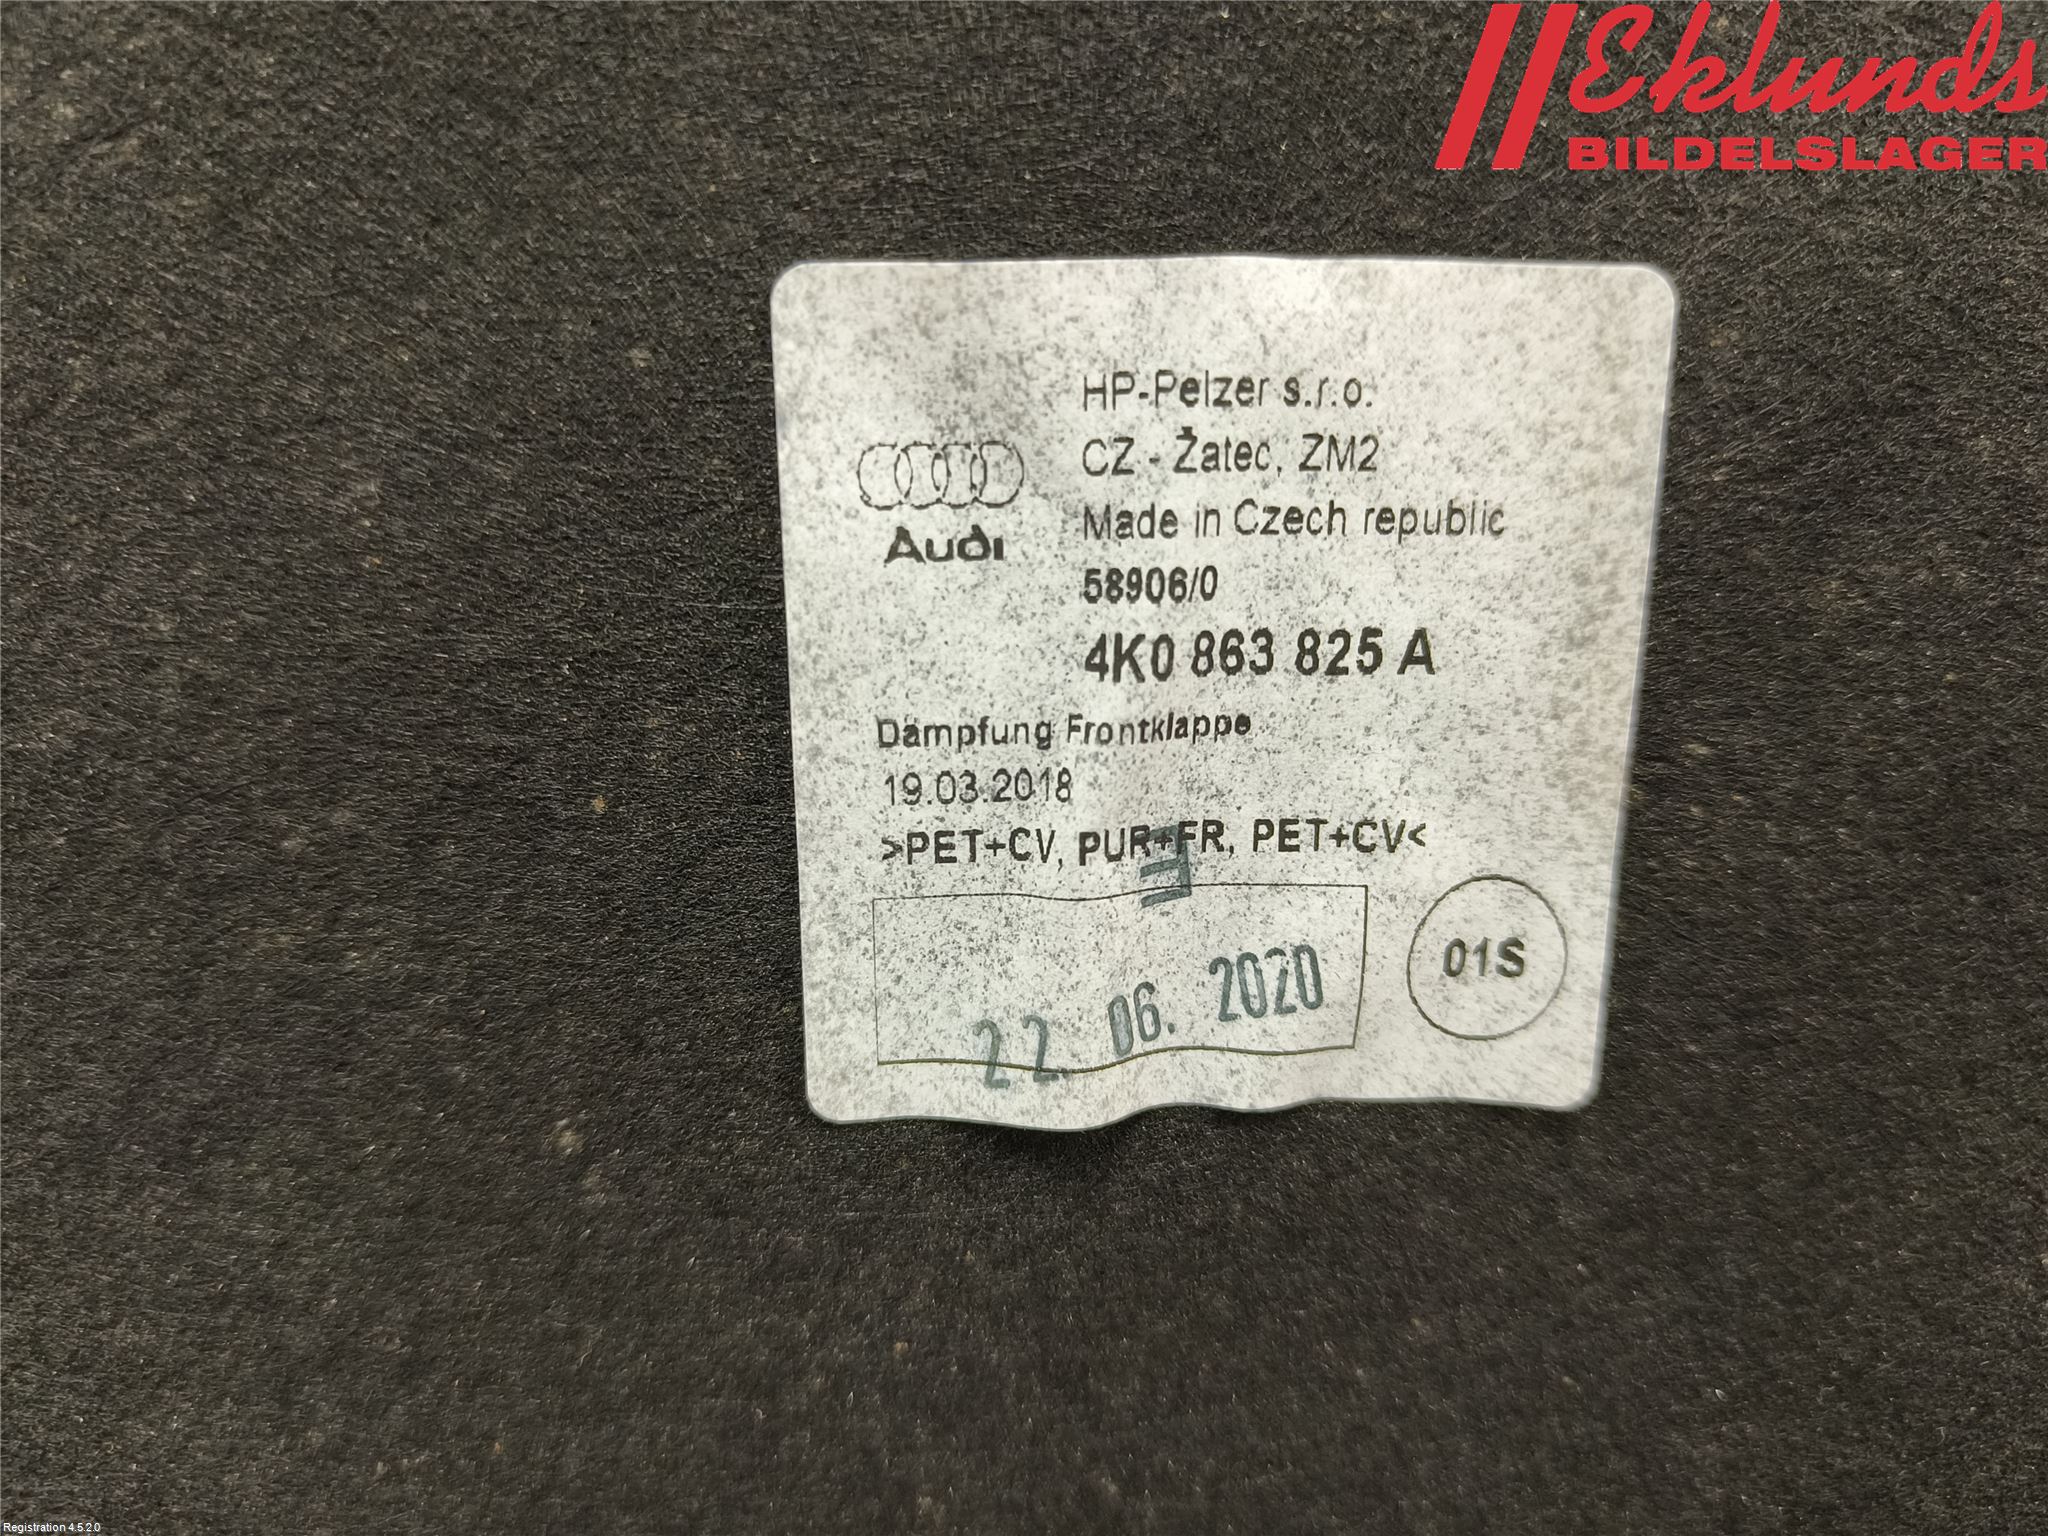 Eklunds
BILDELSLAGER
HP-Pelzer s.r.o.
CZ - Žatec, ZM2
Made in Czech republic
Audi
58906/0
4K0 863 825 A
Dämpfung Frontklappe
19.03.2018
>PET+CV, PUR+FR, PET+CV<
E
22. 06. 2020
01S
Registration 4.5.2.0